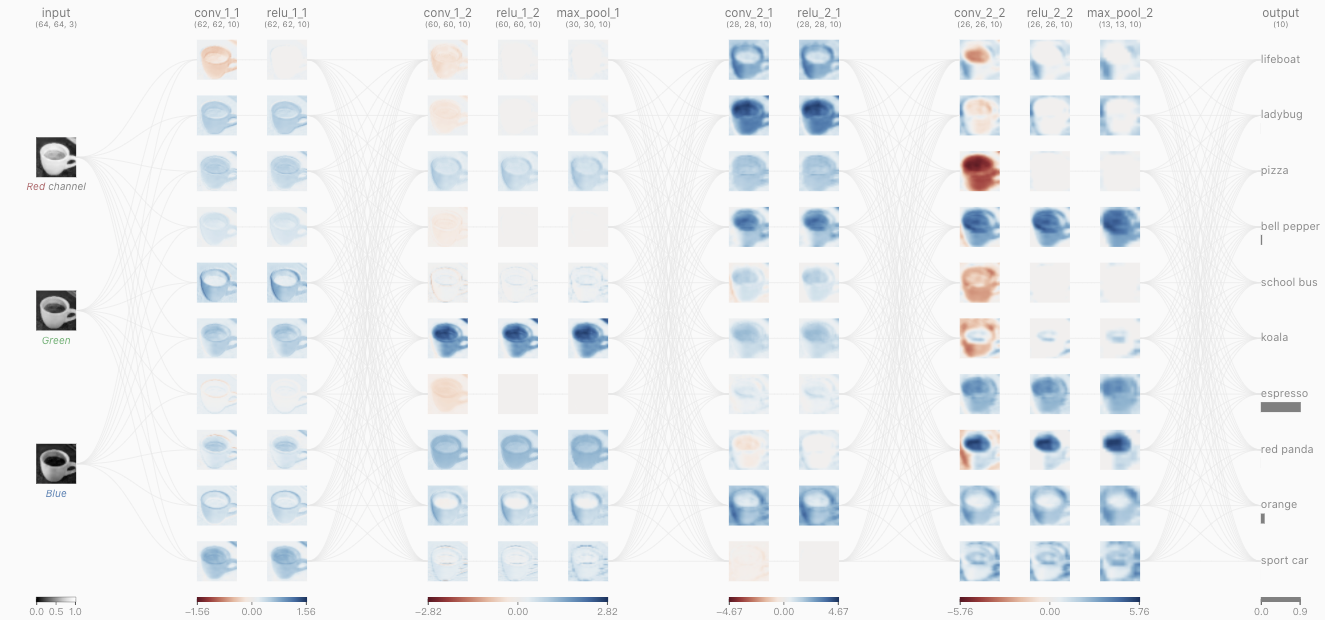 input
(64, 64, 3)
conv_1_1
(62, 62, 10)
relu_1_1
(62, 62, 10)
conv_1_2
(60, 60, 10)
relu_1_2
(60, 60, 10)
max_pool_1
(30, 30, 10)
conv_2_1
(28, 28, 10)
relu_2_1
(28, 28, 10)
conv_2_2
(26, 26, 10)
relu_2_2
(26, 26, 10)
max_pool_2
(13, 13, 10)
output
(10)
Red channel
Green
Blue
lifeboat
ladybug
pizza
bell pepper
school bus
koala
espresso
red panda
orange
sport car
0.0 0.5 1.0
−1.56 0.00 1.56
−2.82 0.00 2.82
−4.67 0.00 4.67
−5.76 0.00 5.76
0.0 0.9